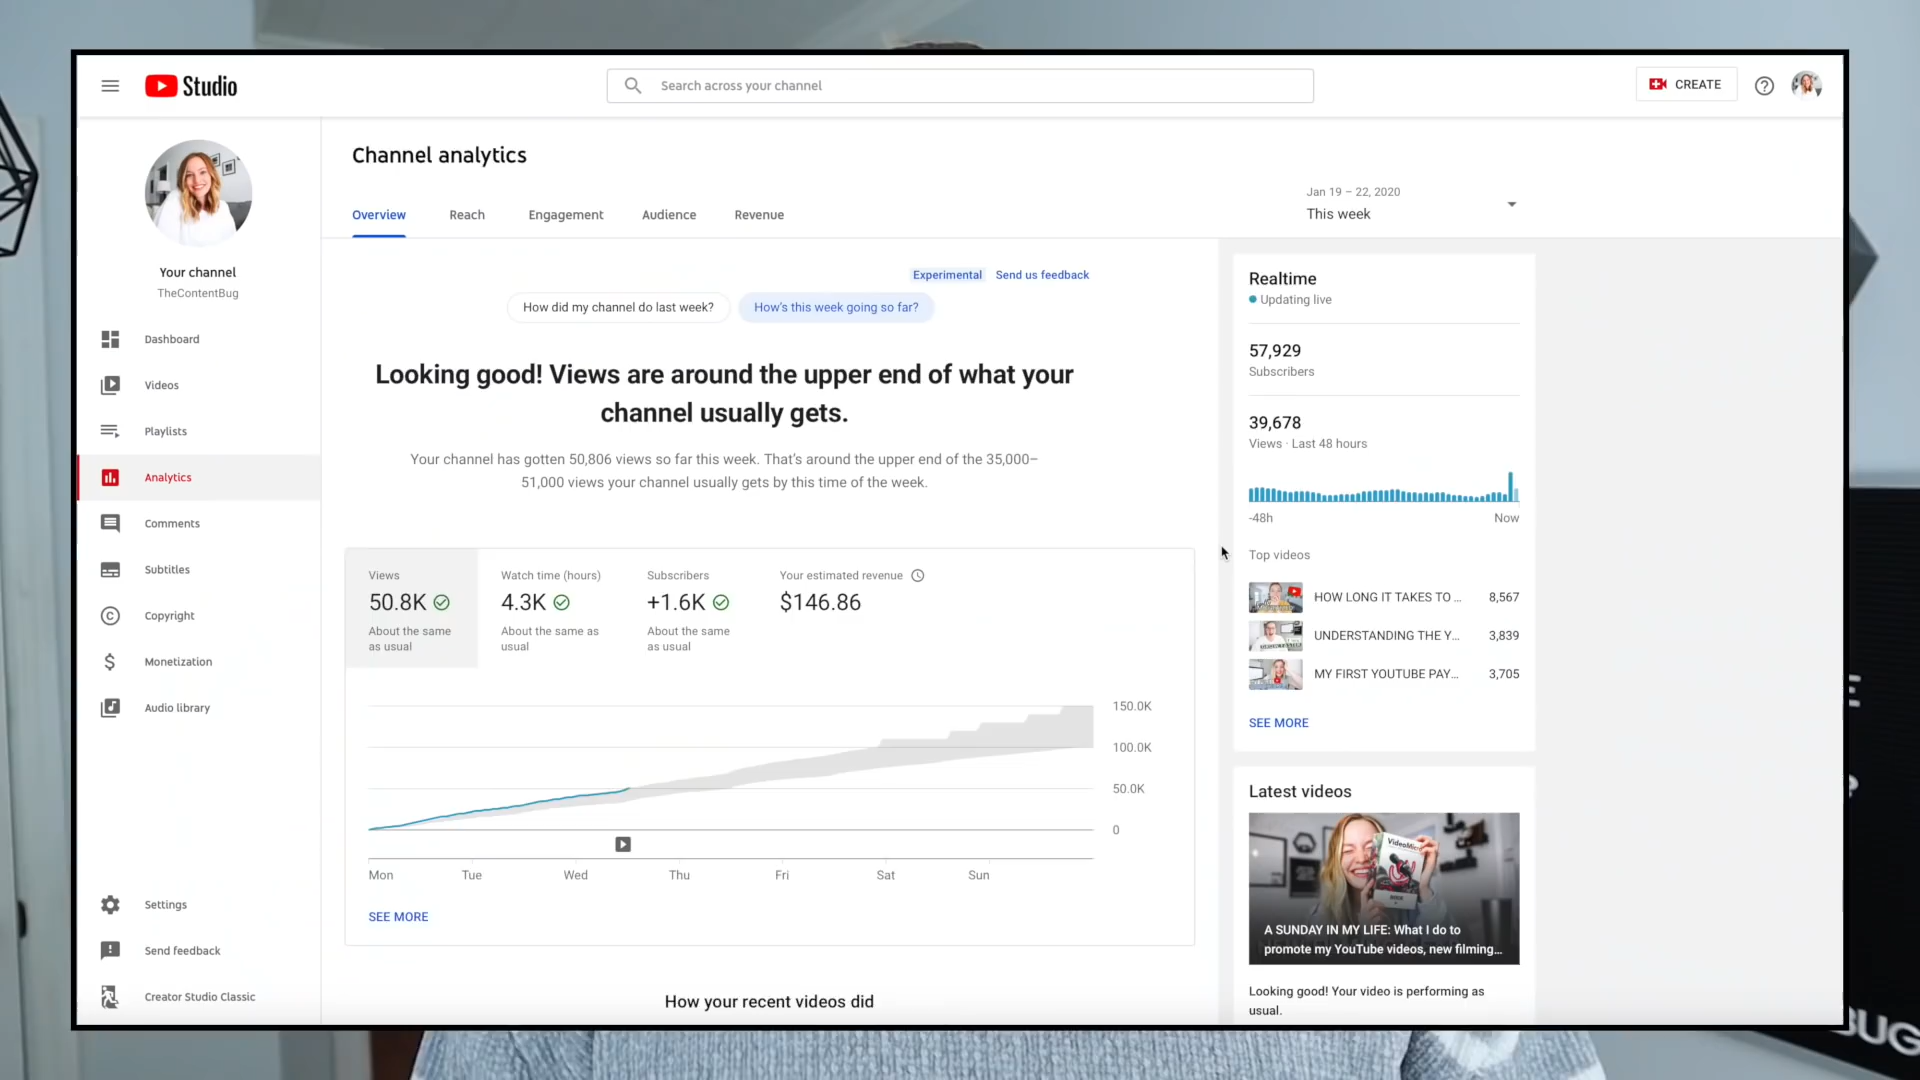 Studio
Search across your channel
CREATE
Channel analytics
Jan 19 – 22, 2020
This week
Overview
Reach
Engagement
Audience
Revenue
Your channel
TheContentBug
Dashboard
Videos
Playlists
Analytics
Comments
Subtitles
Copyright
Monetization
Audio library
Settings
Send feedback
Creator Studio Classic
Experimental
Send us feedback
How did my channel do last week?
How's this week going so far?
Looking good! Views are around the upper end of what your
channel usually gets.
Your channel has gotten 50,806 views so far this week. That's around the upper end of the 35,000–
51,000 views your channel usually gets by this time of the week.
Views
50.8K
About the same
as usual
Watch time (hours)
4.3K
About the same as
usual
Subscribers
+1.6K
About the same
as usual
Your estimated revenue
$146.86
150.0K
100.0K
50.0K
0
Mon
Tue
Wed
Thu
Fri
Sat
Sun
SEE MORE
How your recent videos did
Realtime
Updating live
57,929
Subscribers
39,678
Views · Last 48 hours
-48h
Now
Top videos
HOW LONG IT TAKES TO ... 8,567
UNDERSTANDING THE Y... 3,839
MY FIRST YOUTUBE PAY... 3,705
SEE MORE
Latest videos
VideoMicro
A SUNDAY IN MY LIFE: What I do to
promote my YouTube videos, new filming...
Looking good! Your video is performing as
usual.
BUG